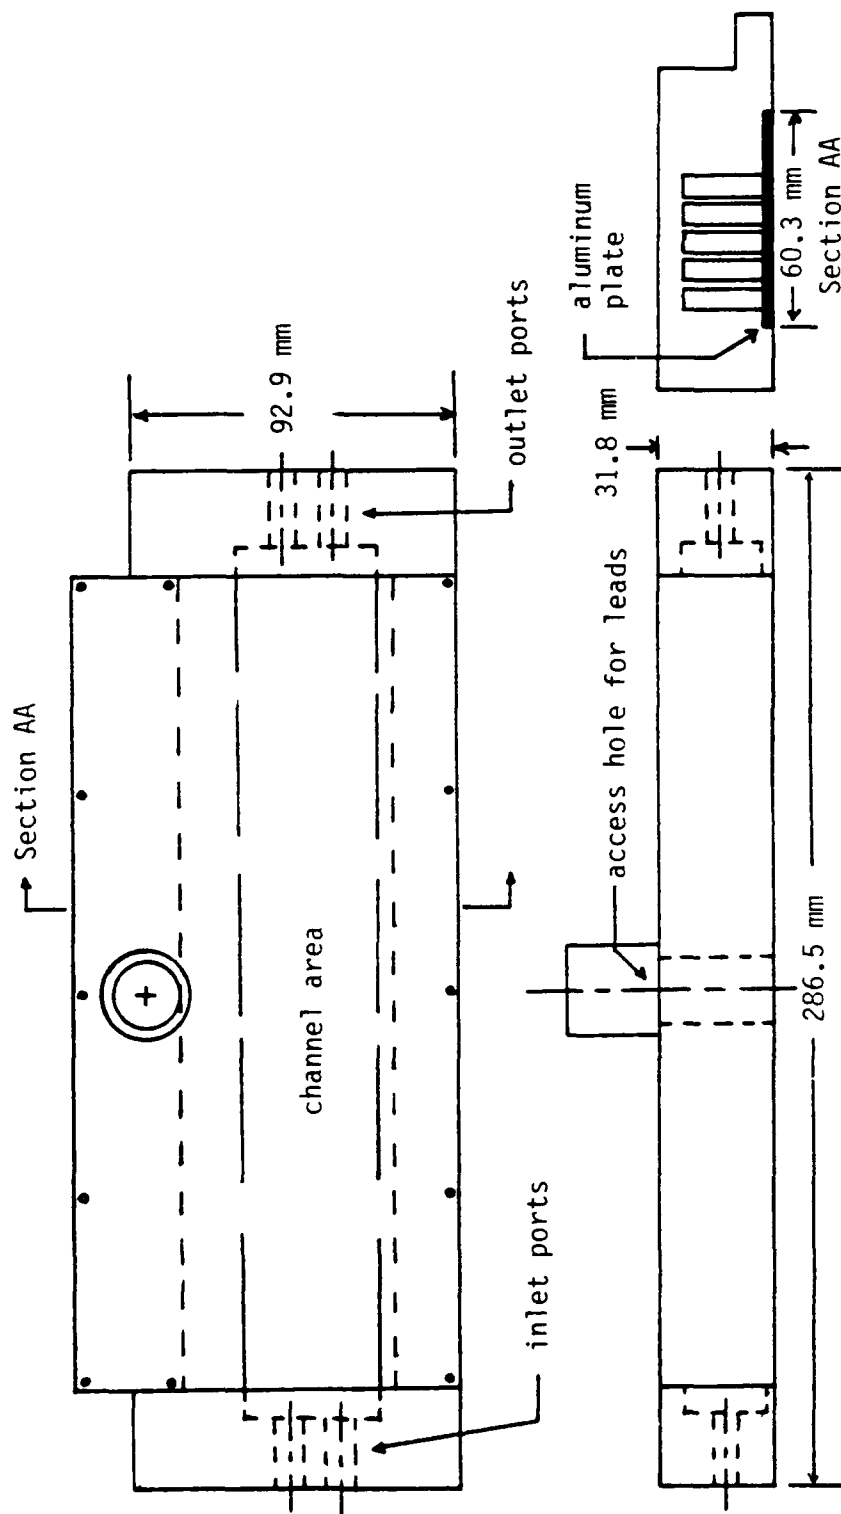 Section AA
92.9 mm
outlet ports
channel area
inlet ports
aluminum
plate
60.3 mm
Section AA
31.8 mm
access hole for leads
286.5 mm